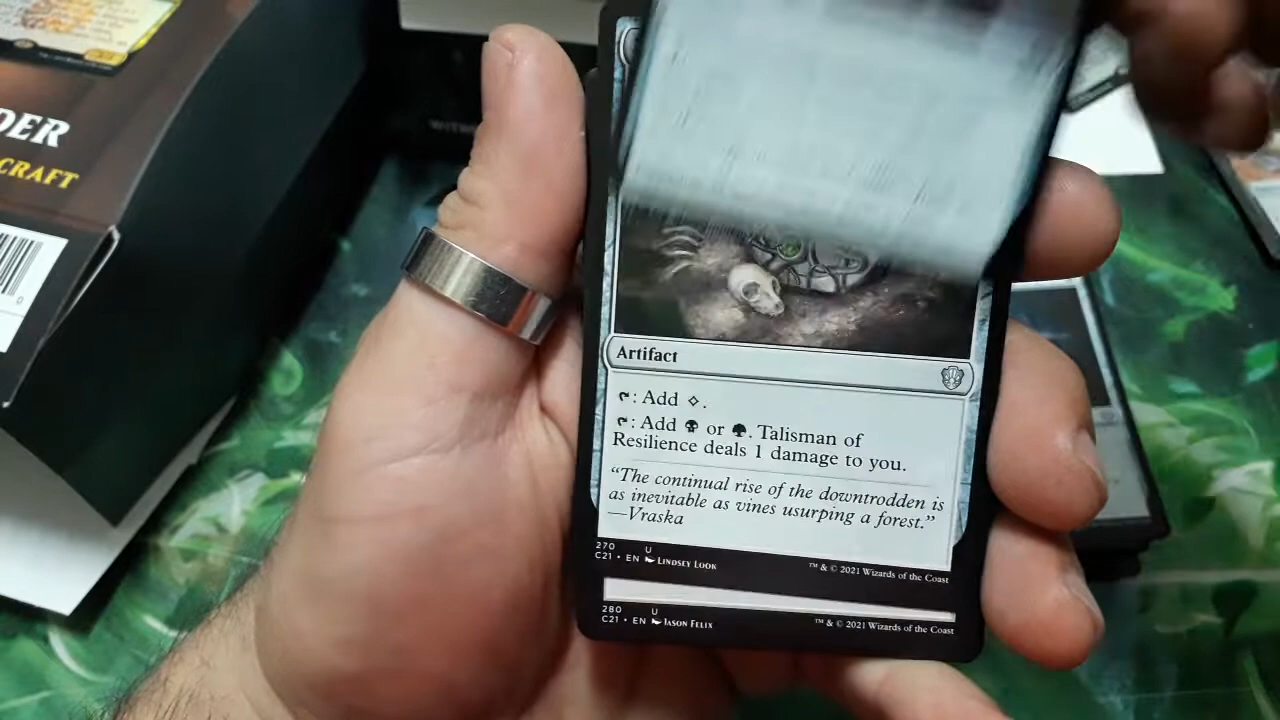 DER
CRAFT
Artifact
: Add .
: Add or . Talisman of
Resilience deals 1 damage to you.
“The continual rise of the downtrodden is
as inevitable as vines usurping a forest.”
—Vraska
270 U
C21 • EN LINDSEY LOOK
™ & © 2021 Wizards of the Coast
280 U
C21 • EN JASON FELIX
™ & © 2021 Wizards of the Coast